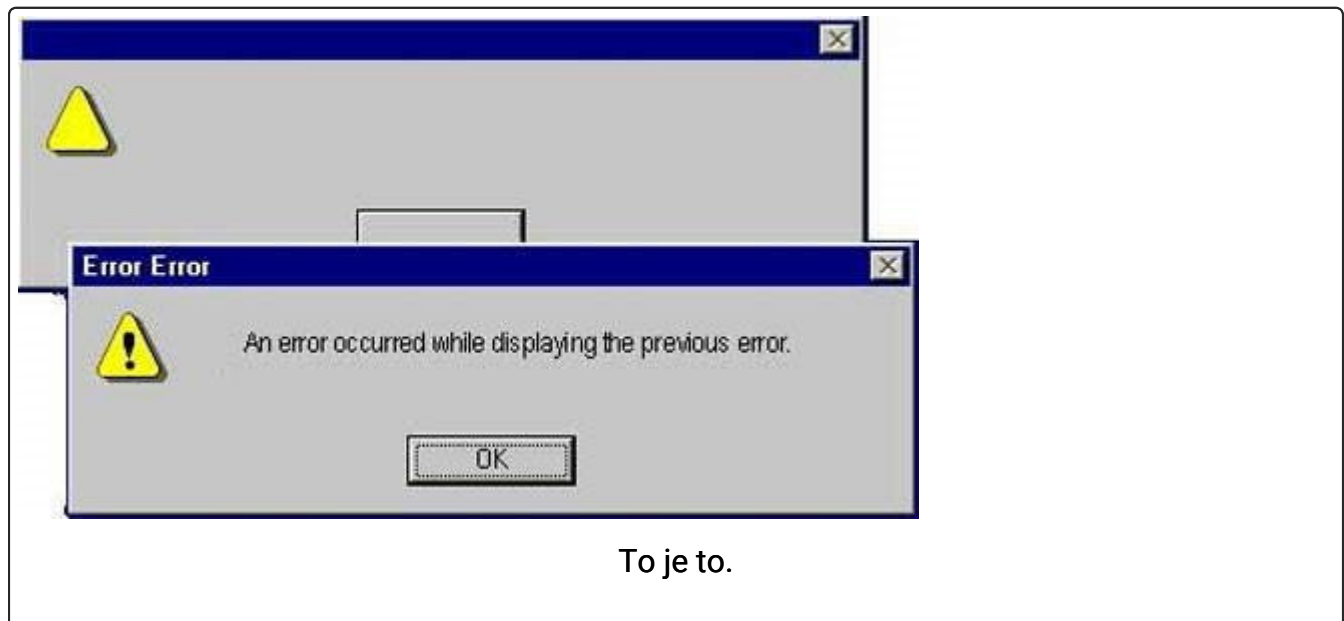 Error Error
An error occurred while displaying the previous error.
OK
To je to.